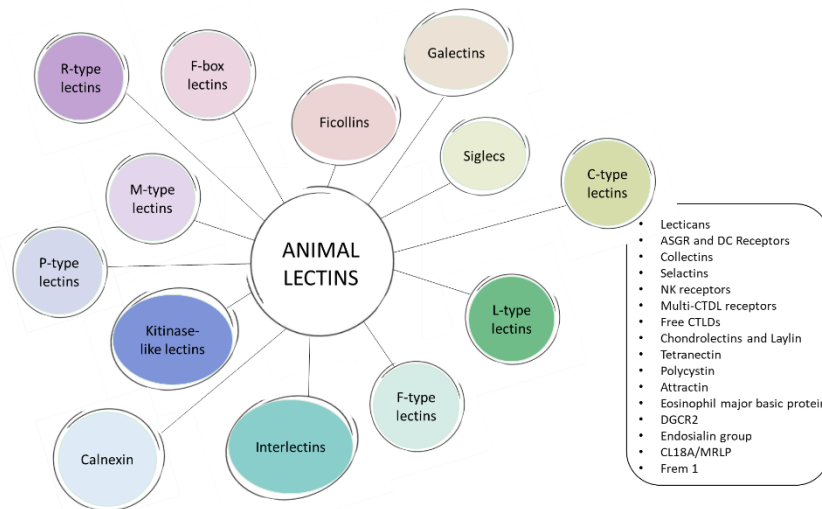 R-type
lectins
F-box
lectins
Ficollins
Galectins
Siglecs
C-type
lectins
M-type
lectins
P-type
lectins
ANIMAL
LECTINS
Kitinase-
like lectins
L-type
lectins
F-type
lectins
Calnexin
Interlectins
• Lecticans
• ASGR and DC Receptors
• Collectins
• Selactins
• NK receptors
• Multi-CTDL receptors
• Free CTLDs
• Chondrolectins and Laylin
• Tetranectin
• Polycystin
• Attractin
• Eosinophil major basic protein
• DGCR2
• Endosialin group
• CL18A/MRLP
• Frem 1